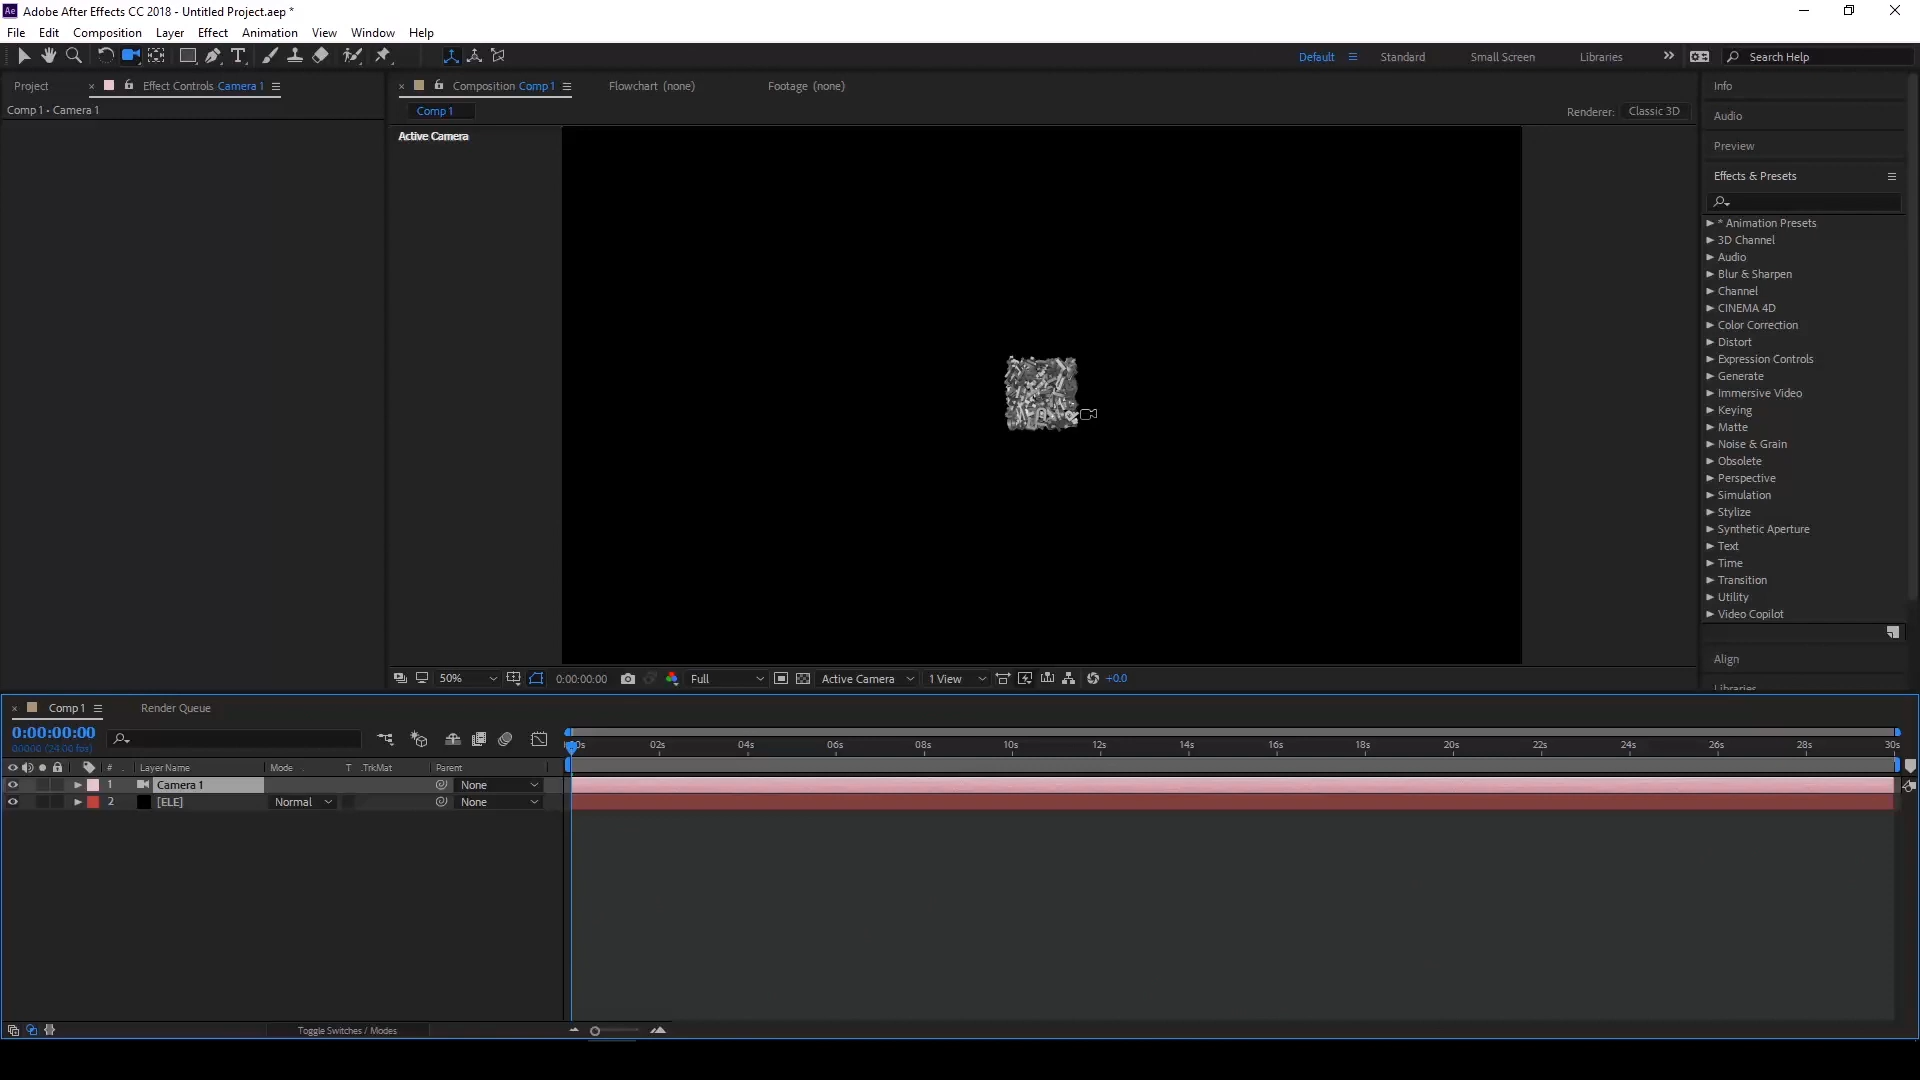 Adobe After Effects CC 2018 - Untitled Project.aep *
File Edit Composition Layer Effect Animation View Window Help
Default Standard Small Screen Libraries Search Help
Project Effect Controls Camera 1
Comp 1 • Camera 1
Composition Comp 1 Flowchart (none) Footage (none)
Comp 1
Renderer: Classic 3D
Active Camera
Info
Audio
Preview
Effects & Presets
* Animation Presets
3D Channel
Audio
Blur & Sharpen
Channel
CINEMA 4D
Color Correction
Distort
Expression Controls
Generate
Immersive Video
Keying
Matte
Noise & Grain
Obsolete
Perspective
Simulation
Stylize
Synthetic Aperture
Text
Time
Transition
Utility
Video Copilot
Align
Libraries
50% 0:00:00:00 Full Active Camera 1 View +0.0
Comp 1 Render Queue
0:00:00:00
00000 (24.00 fps)
02s 04s 06s 08s 10s 12s 14s 16s 18s 20s 22s 24s 26s 28s 30s
# Layer Name Mode T .TrkMat Parent
1 Camera 1 None
2 [ELE] Normal None
Toggle Switches / Modes